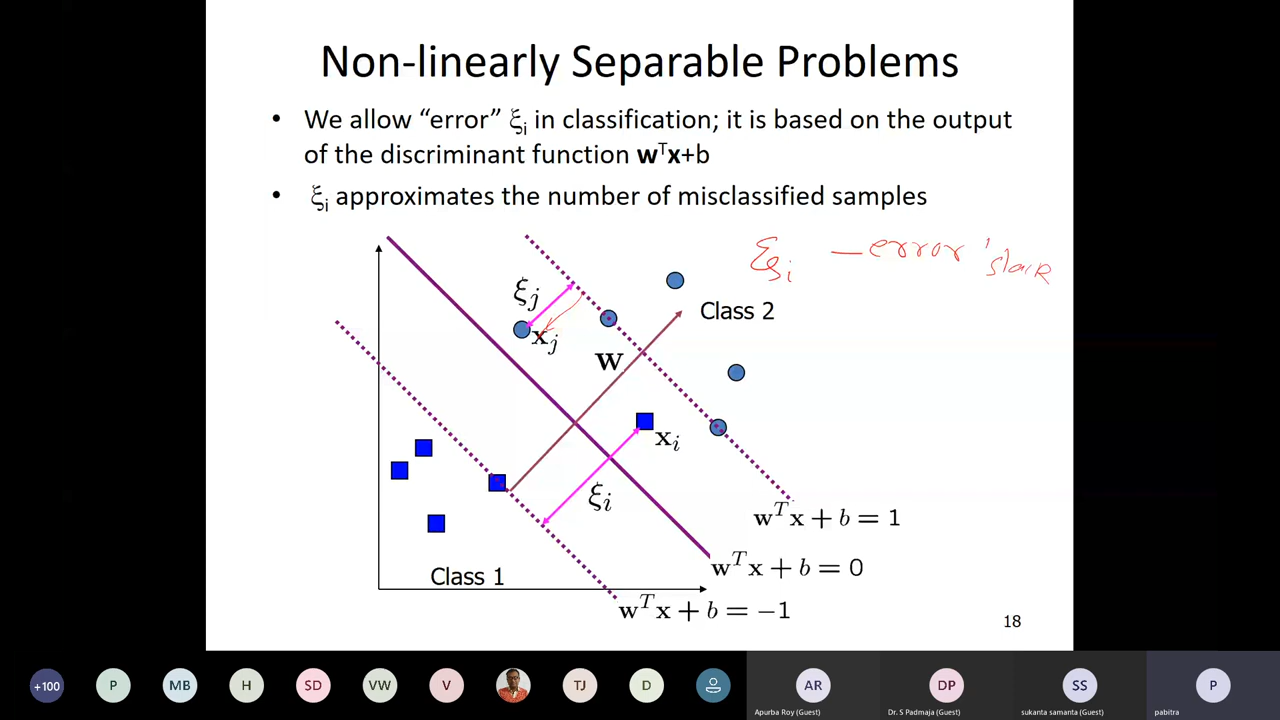 Non-linearly Separable Problems
• We allow “error” ξi in classification; it is based on the output
of the discriminant function wᵀx+b
• ξi approximates the number of misclassified samples
ξi — error 'slack
ξj
Class 2
xj
w
xi
ξi
wᵀx + b = 1
wᵀx + b = 0
Class 1
wᵀx + b = −1
18
+100 P MB H SD VW V TJ D AR DP SS P
Apurba Roy (Guest) Dr. S Padmaja (Guest) sukanta samanta (Guest) pabitra